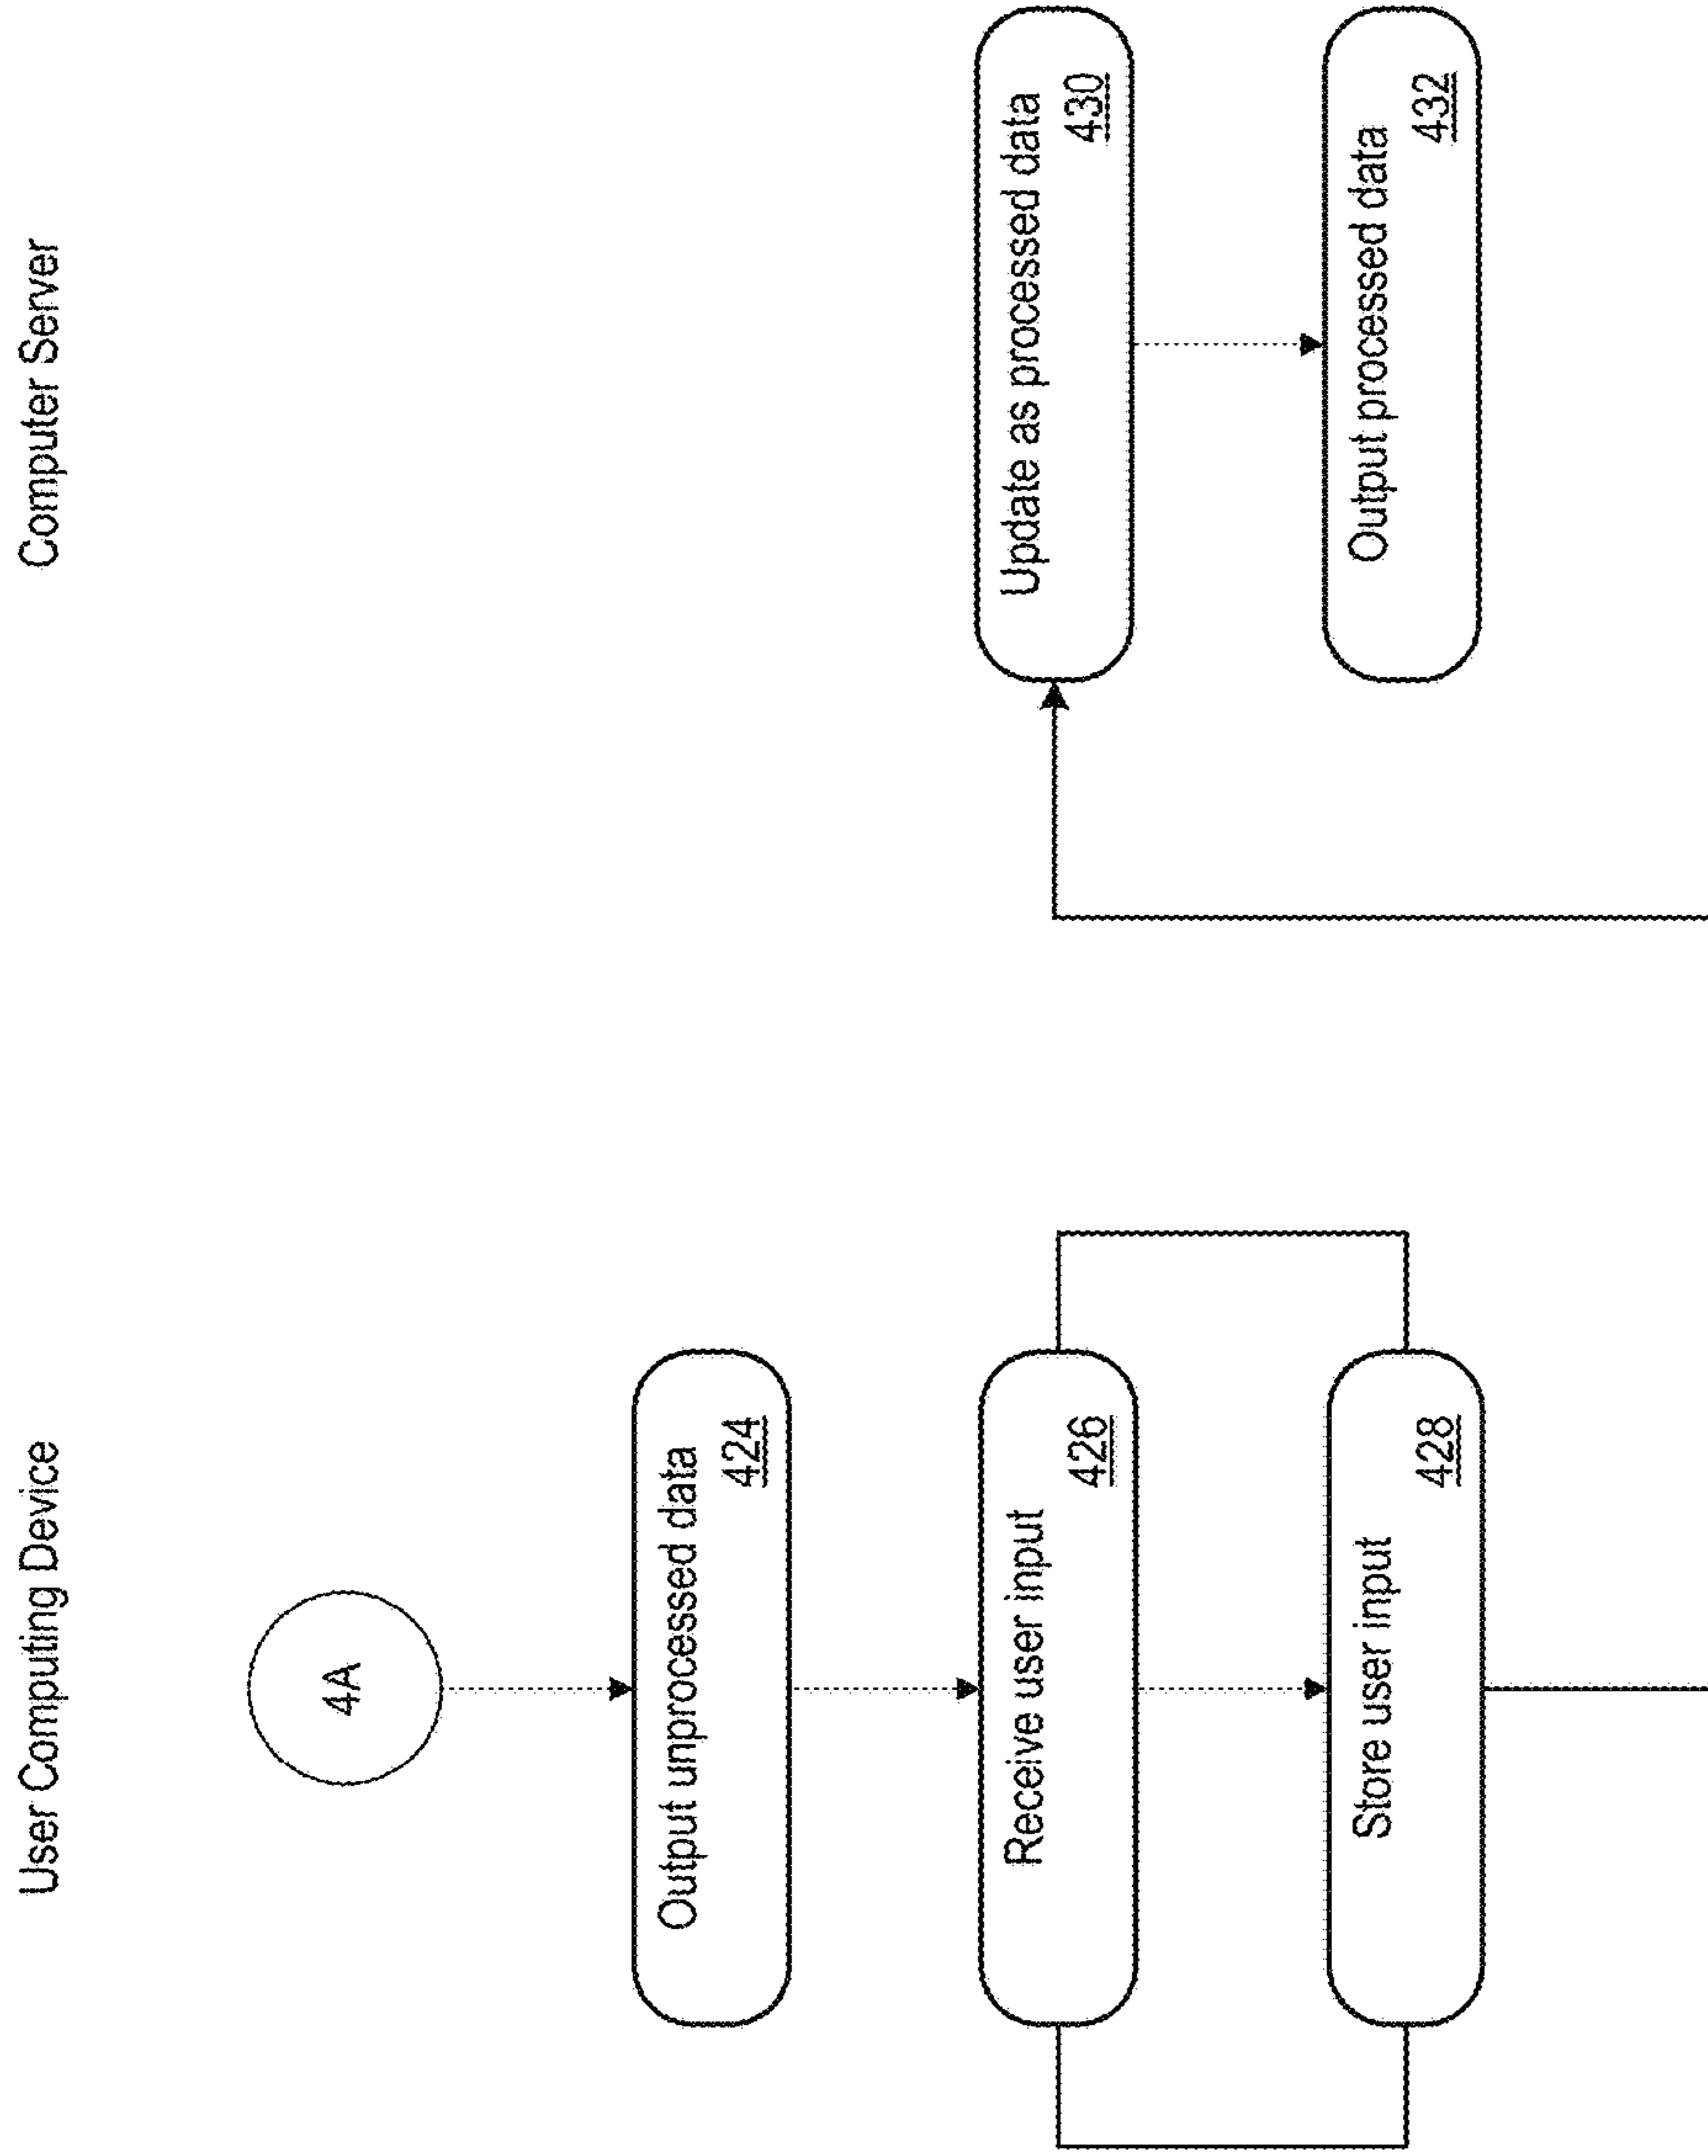 User Computing Device
Computer Server
4A
Output unprocessed data
424
Receive user input
426
Store user input
428
Update as processed data
430
Output processed data
432